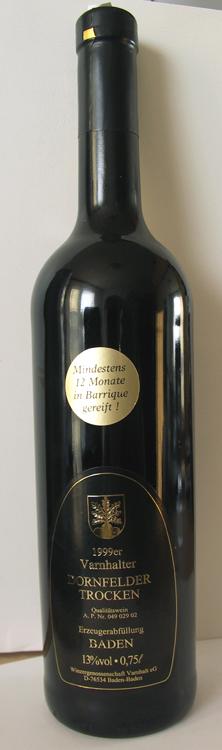 Mindestens
12 Monate
in Barrique
gereift !
1999er
Varnhalter
DORNFELDER
TROCKEN
Qualitätswein
A. P. Nr. 049 029 02
Erzeugerabfüllung
BADEN
13%vol • 0,75ℓ
Winzergenossenschaft Varnhalt eG
D-76534 Baden-Baden